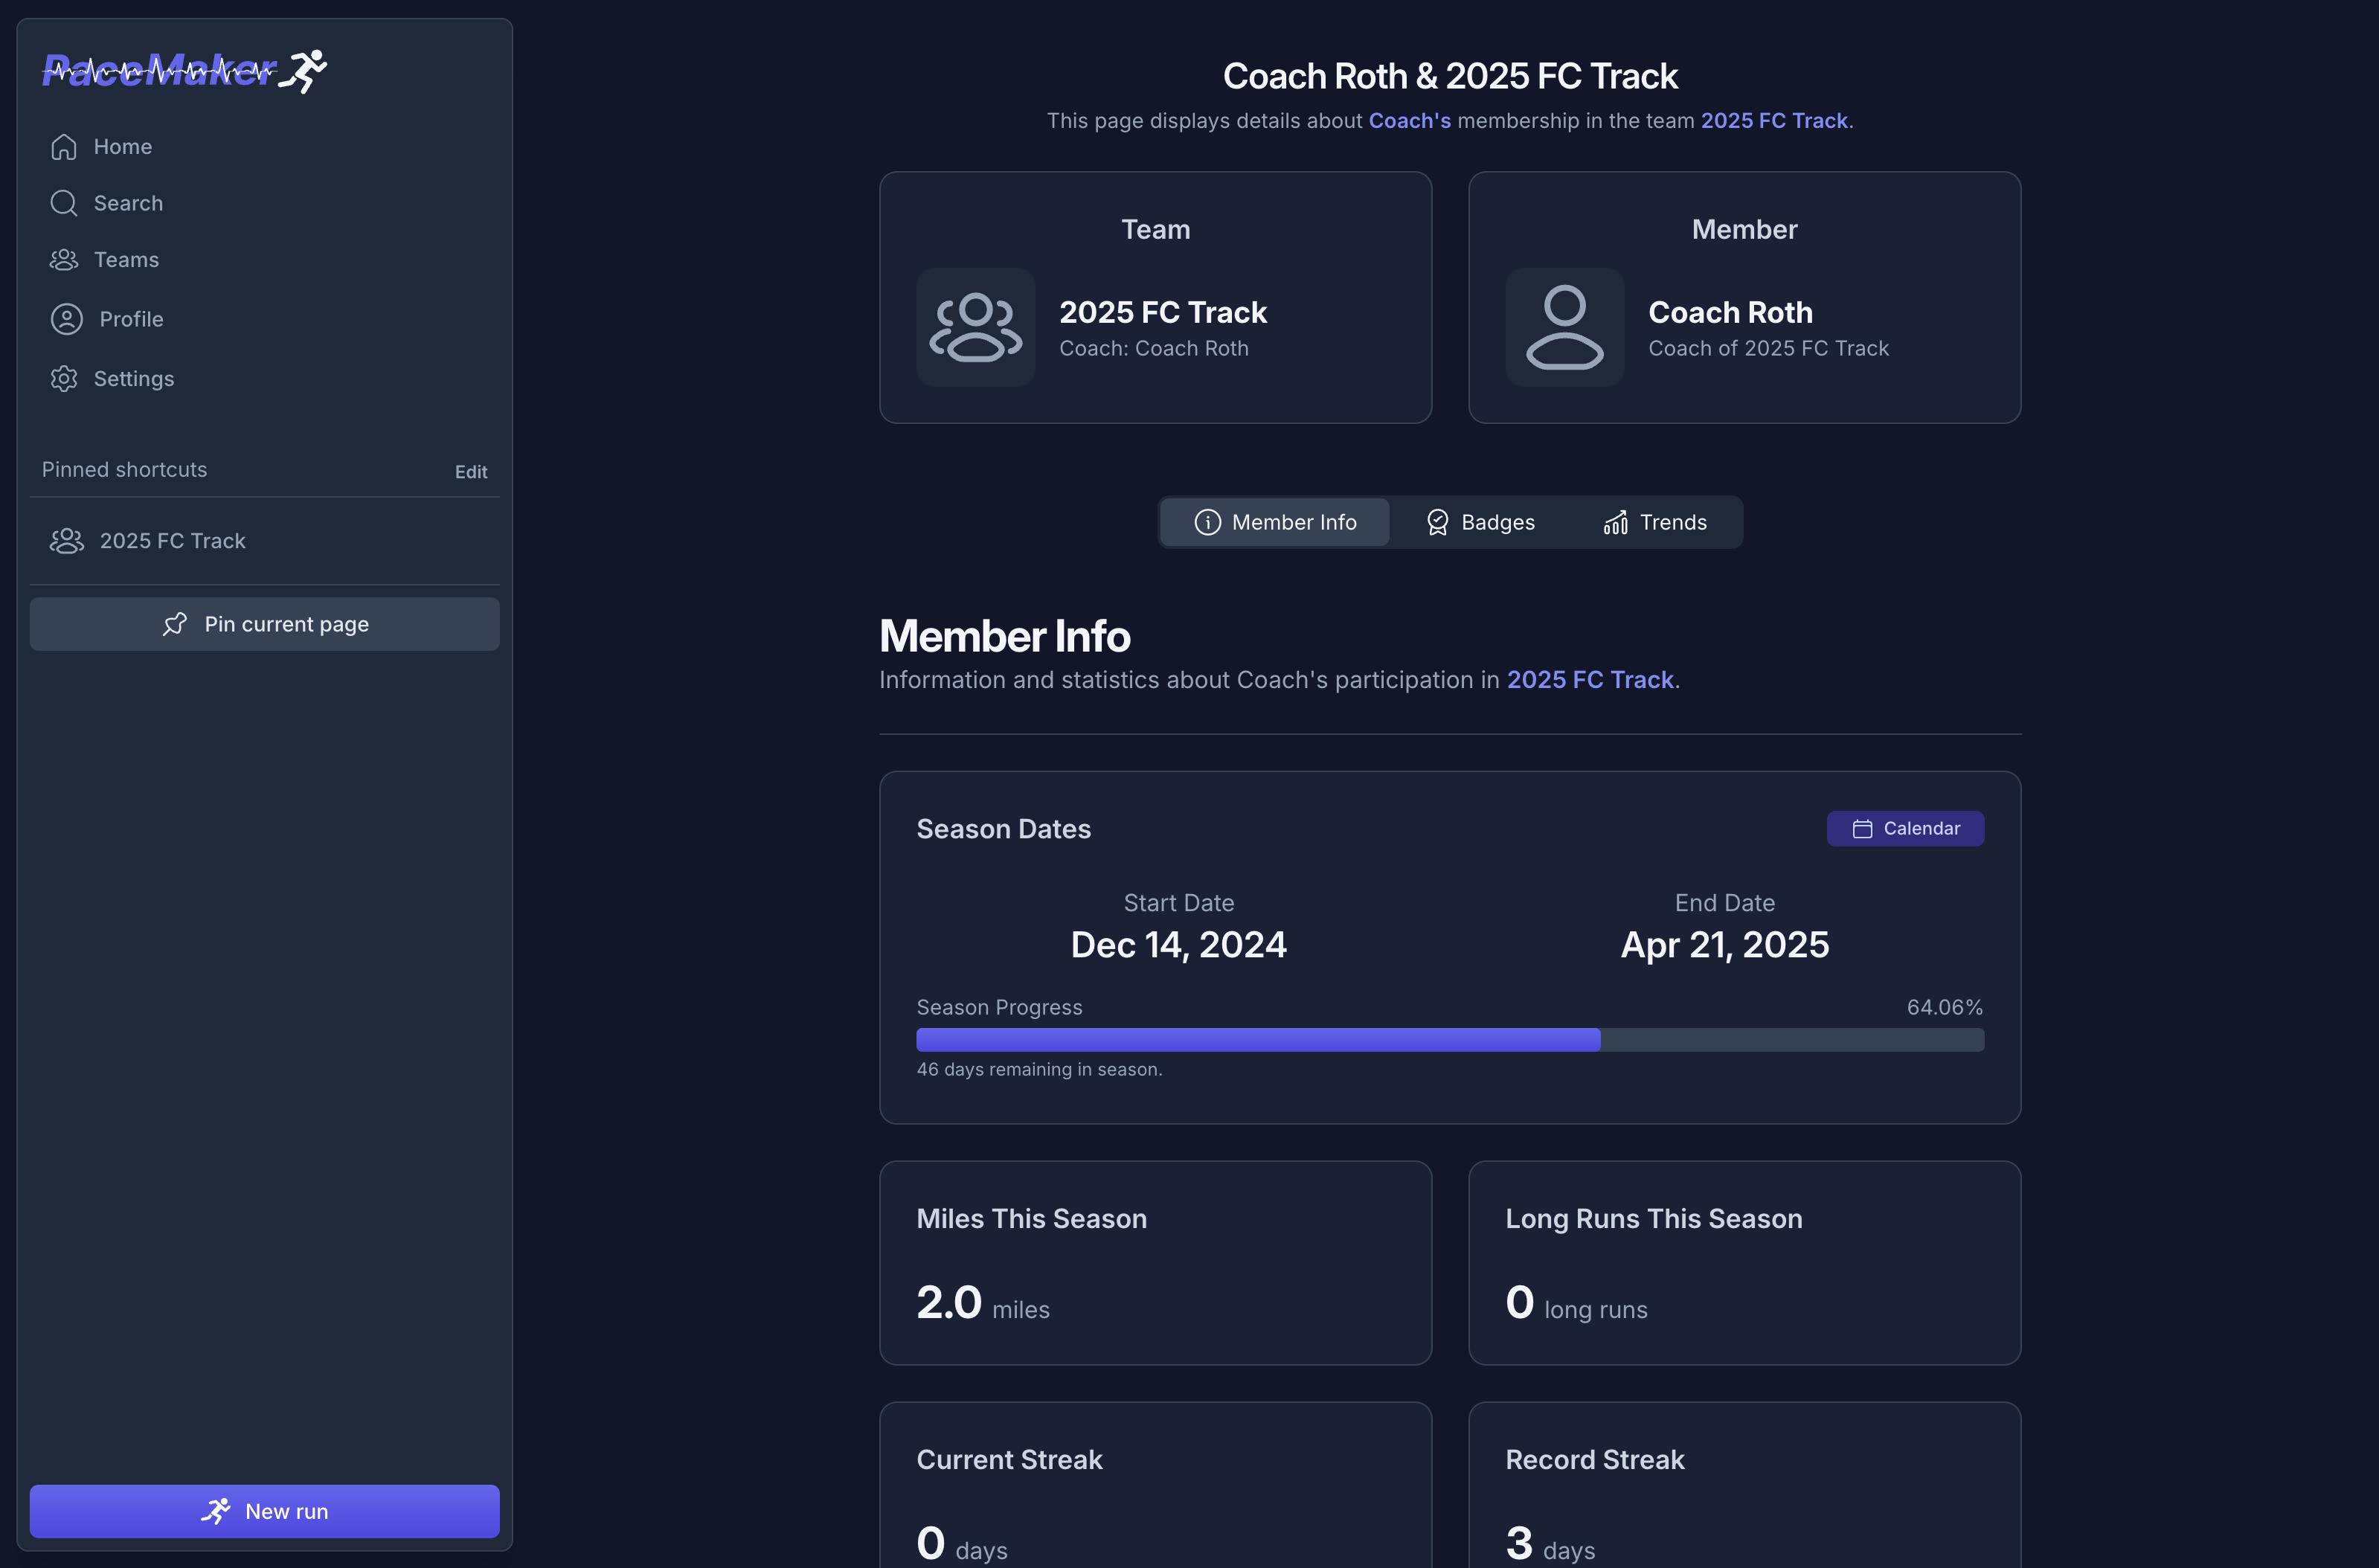 PaceMaker
Home
Search
Teams
Profile
Settings
Pinned shortcuts
Edit
2025 FC Track
Pin current page
New run
Coach Roth & 2025 FC Track
This page displays details about Coach's membership in the team 2025 FC Track.
Team
2025 FC Track
Coach: Coach Roth
Member
Coach Roth
Coach of 2025 FC Track
Member Info
Badges
Trends
Member Info
Information and statistics about Coach's participation in 2025 FC Track.
Season Dates
Calendar
Start Date
Dec 14, 2024
End Date
Apr 21, 2025
Season Progress
64.06%
46 days remaining in season.
Miles This Season
2.0 miles
Long Runs This Season
0 long runs
Current Streak
0 days
Record Streak
3 days